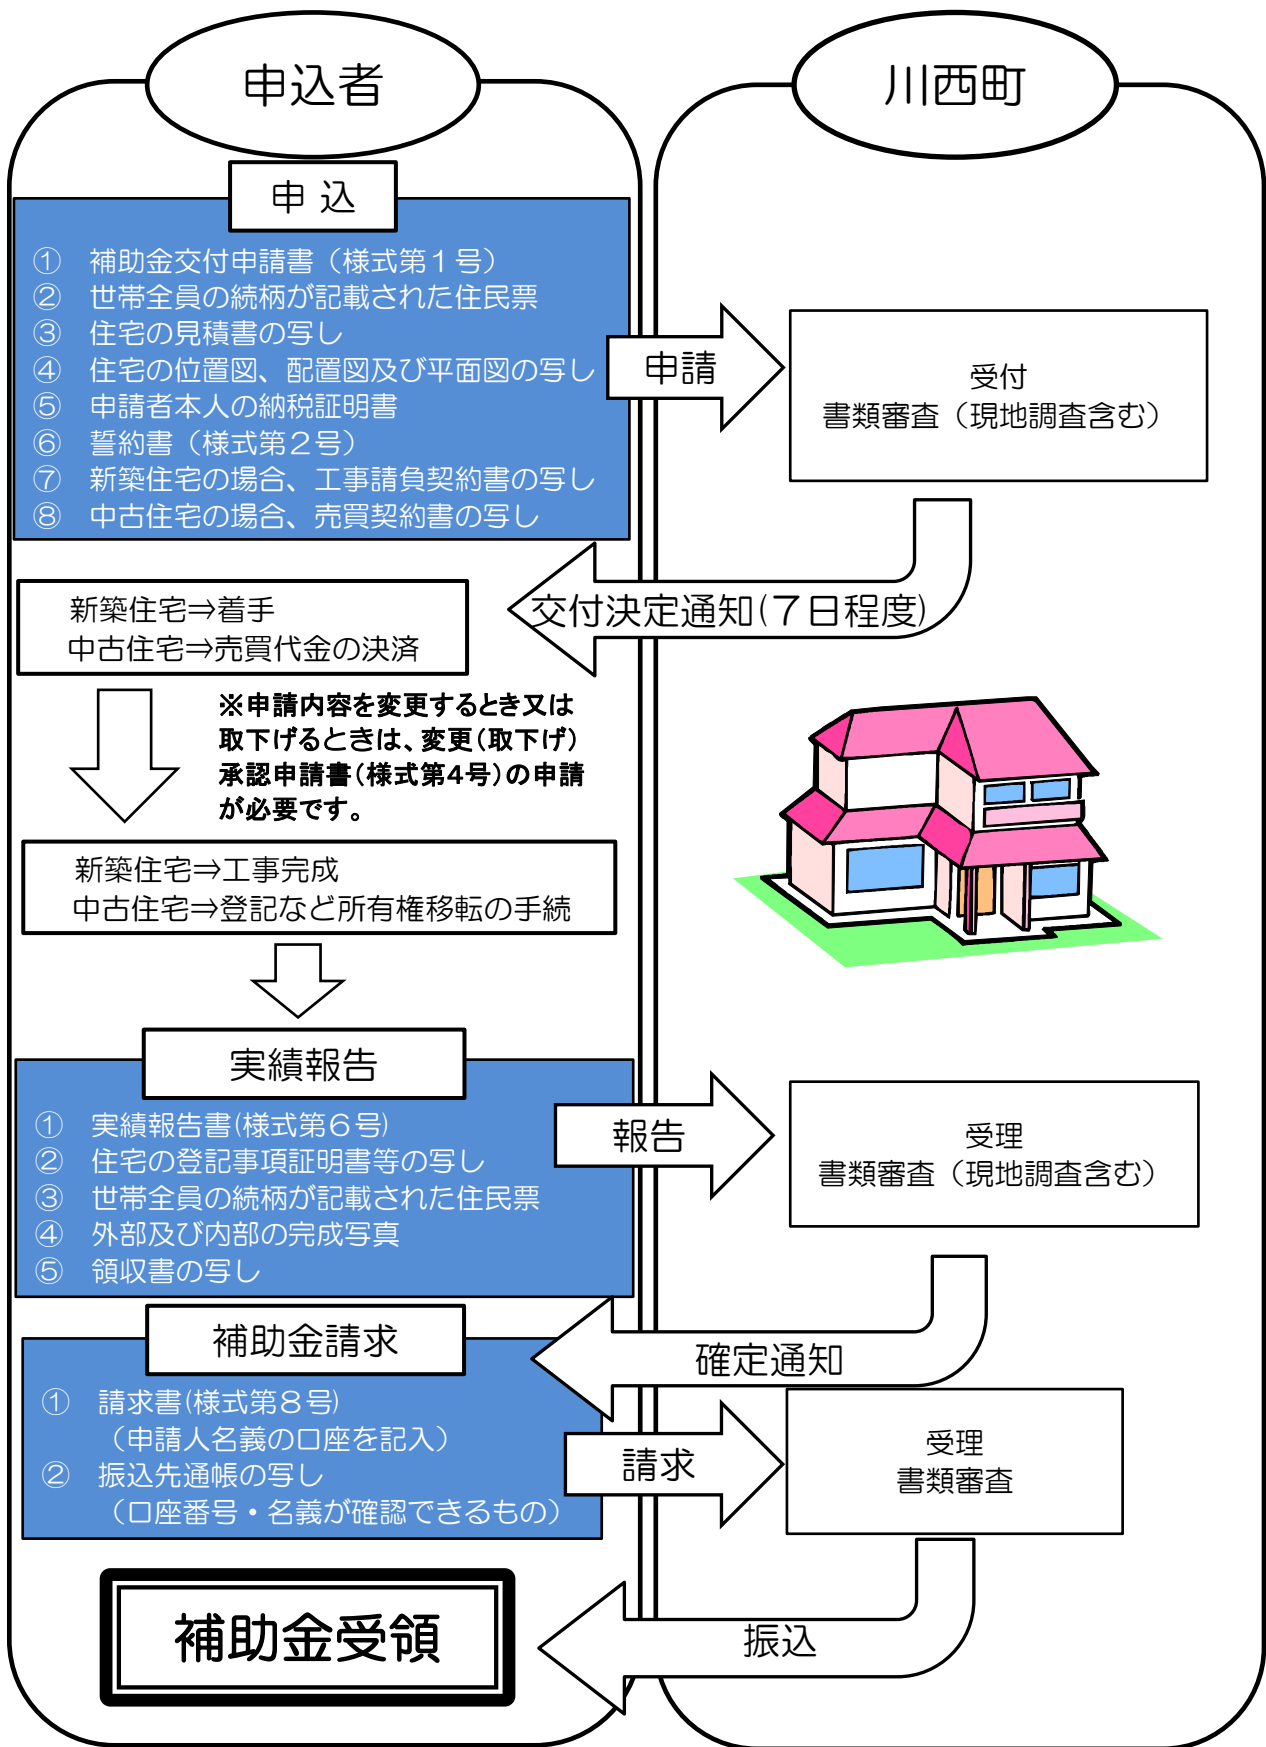 申込者
川西町
申 込
① 補助金交付申請書（様式第１号）
② 世帯全員の続柄が記載された住民票
③ 住宅の見積書の写し
④ 住宅の位置図、配置図及び平面図の写し
⑤ 申請者本人の納税証明書
⑥ 誓約書（様式第２号）
⑦ 新築住宅の場合、工事請負契約書の写し
⑧ 中古住宅の場合、売買契約書の写し
申請
受付
書類審査（現地調査含む）
交付決定通知(７日程度)
新築住宅⇒着手
中古住宅⇒売買代金の決済
※申請内容を変更するとき又は
取下げるときは、変更（取下げ）
承認申請書（様式第4号）の申請
が必要です。
新築住宅⇒工事完成
中古住宅⇒登記など所有権移転の手続
実績報告
① 実績報告書(様式第６号)
② 住宅の登記事項証明書等の写し
③ 世帯全員の続柄が記載された住民票
④ 外部及び内部の完成写真
⑤ 領収書の写し
報告
受理
書類審査（現地調査含む）
確定通知
補助金請求
① 請求書(様式第８号)
（申請人名義の口座を記入）
② 振込先通帳の写し
（口座番号・名義が確認できるもの）
請求
受理
書類審査
振込
補助金受領